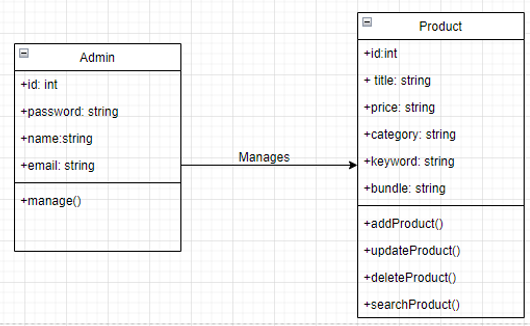 Admin
+id: int
+password: string
+name:string
+email: string
+manage()
Manages
Product
+id:int
+ title: string
+price: string
+category: string
+keyword: string
+bundle: string
+addProduct()
+updateProduct()
+deleteProduct()
+searchProduct()